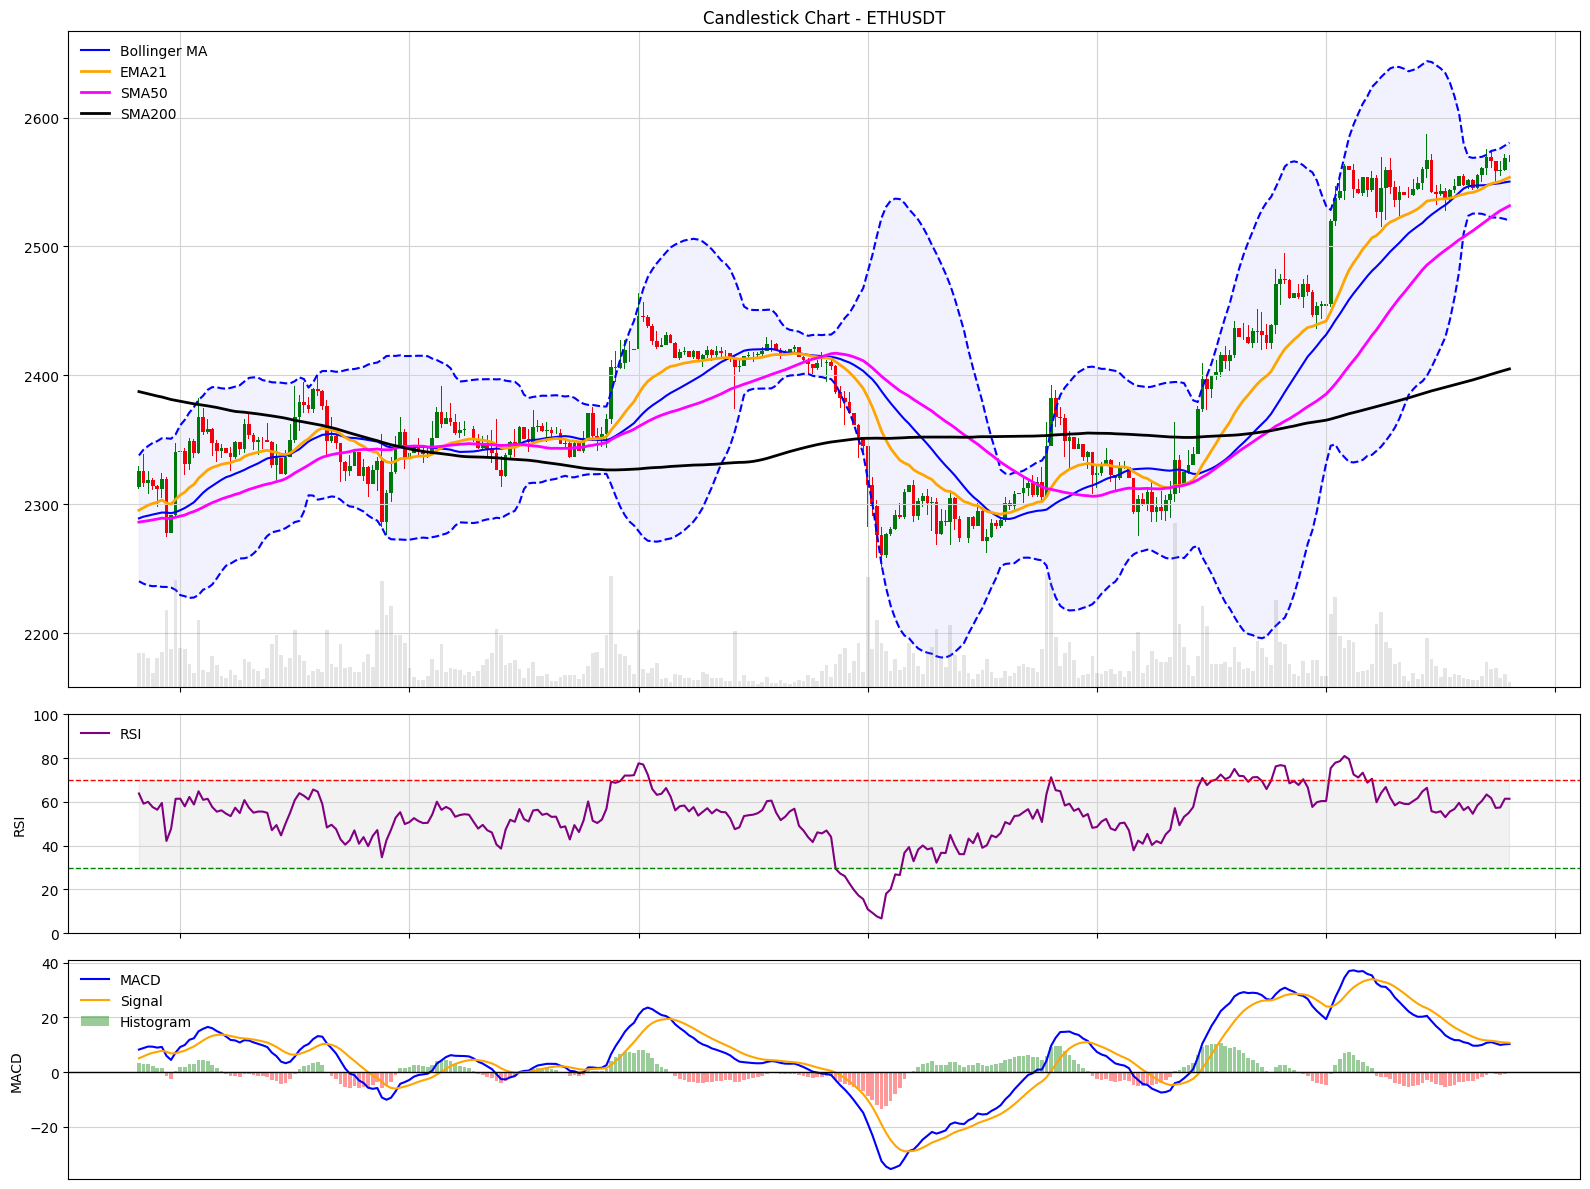 Candlestick Chart - ETHUSDT
Bollinger MA
EMA21
SMA50
SMA200
2600
2500
2400
2300
2200
RSI
100
80
60
40
20
0
RSI
MACD
Signal
Histogram
40
20
0
−20
MACD